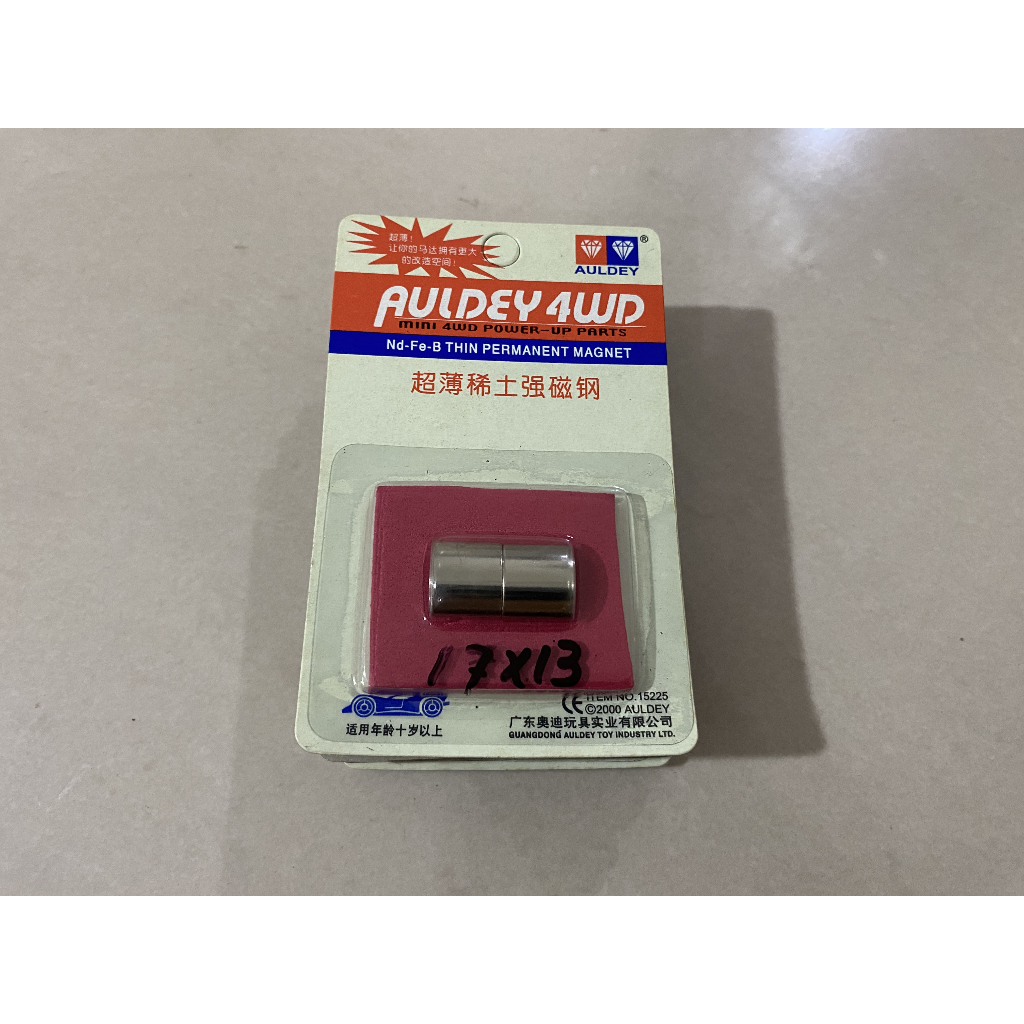 超薄!
让你的马达拥有更大
的改造空间!
®
AULDEY
AULDEY 4WD
MINI 4WD POWER-UP PARTS
Nd-Fe-B THIN PERMANENT MAGNET
超薄稀土强磁钢
17X13
CE ITEM NO.15225
©2000 AULDEY
适用年龄十岁以上
广东奥迪玩具实业有限公司
GUANGDONG AULDEY TOY INDUSTRY LTD.